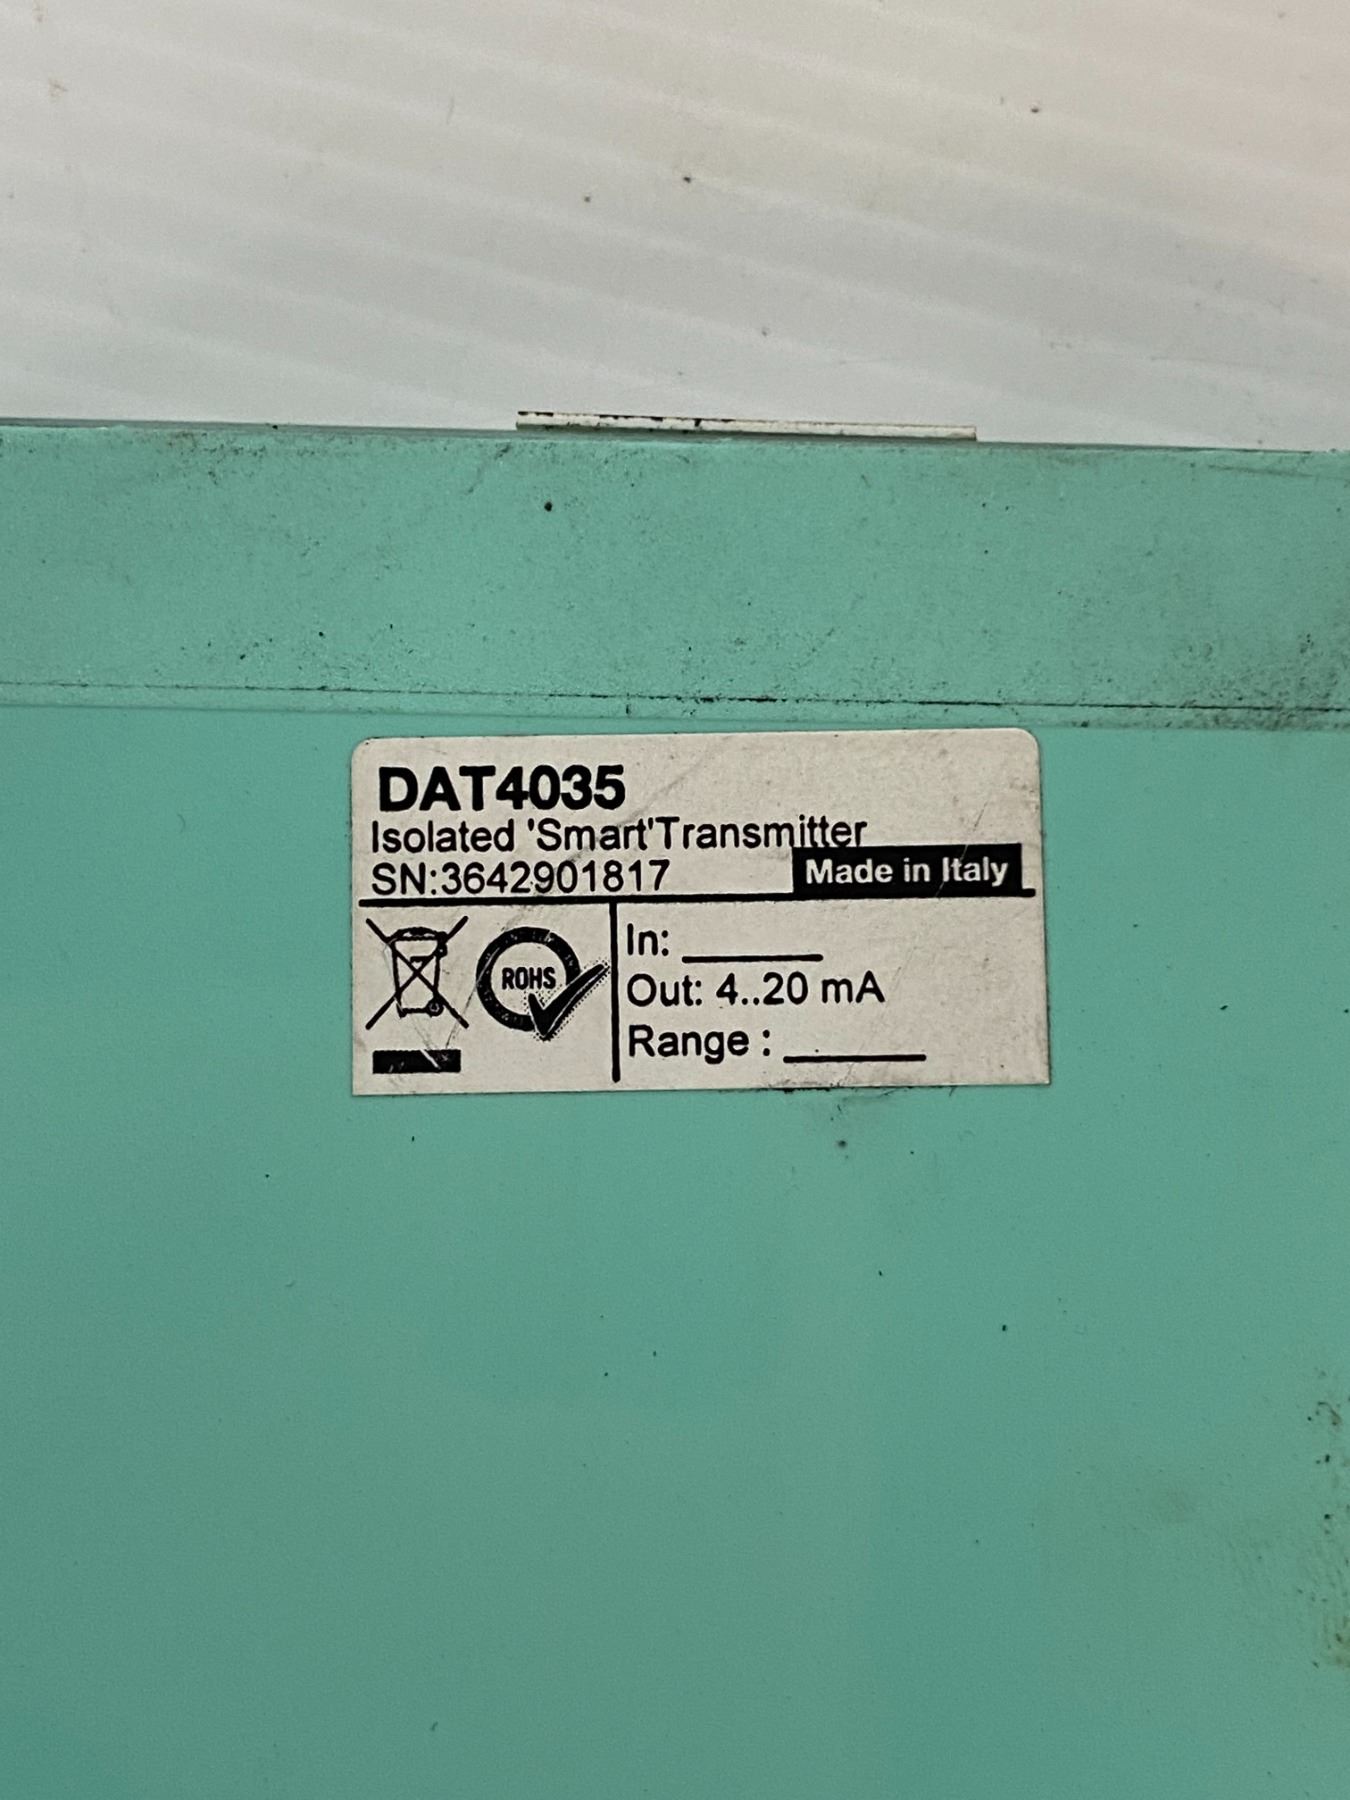 DAT4035
Isolated 'Smart'Transmitter
SN:3642901817
Made in Italy
ROHS
In: ______
Out: 4..20 mA
Range : ______